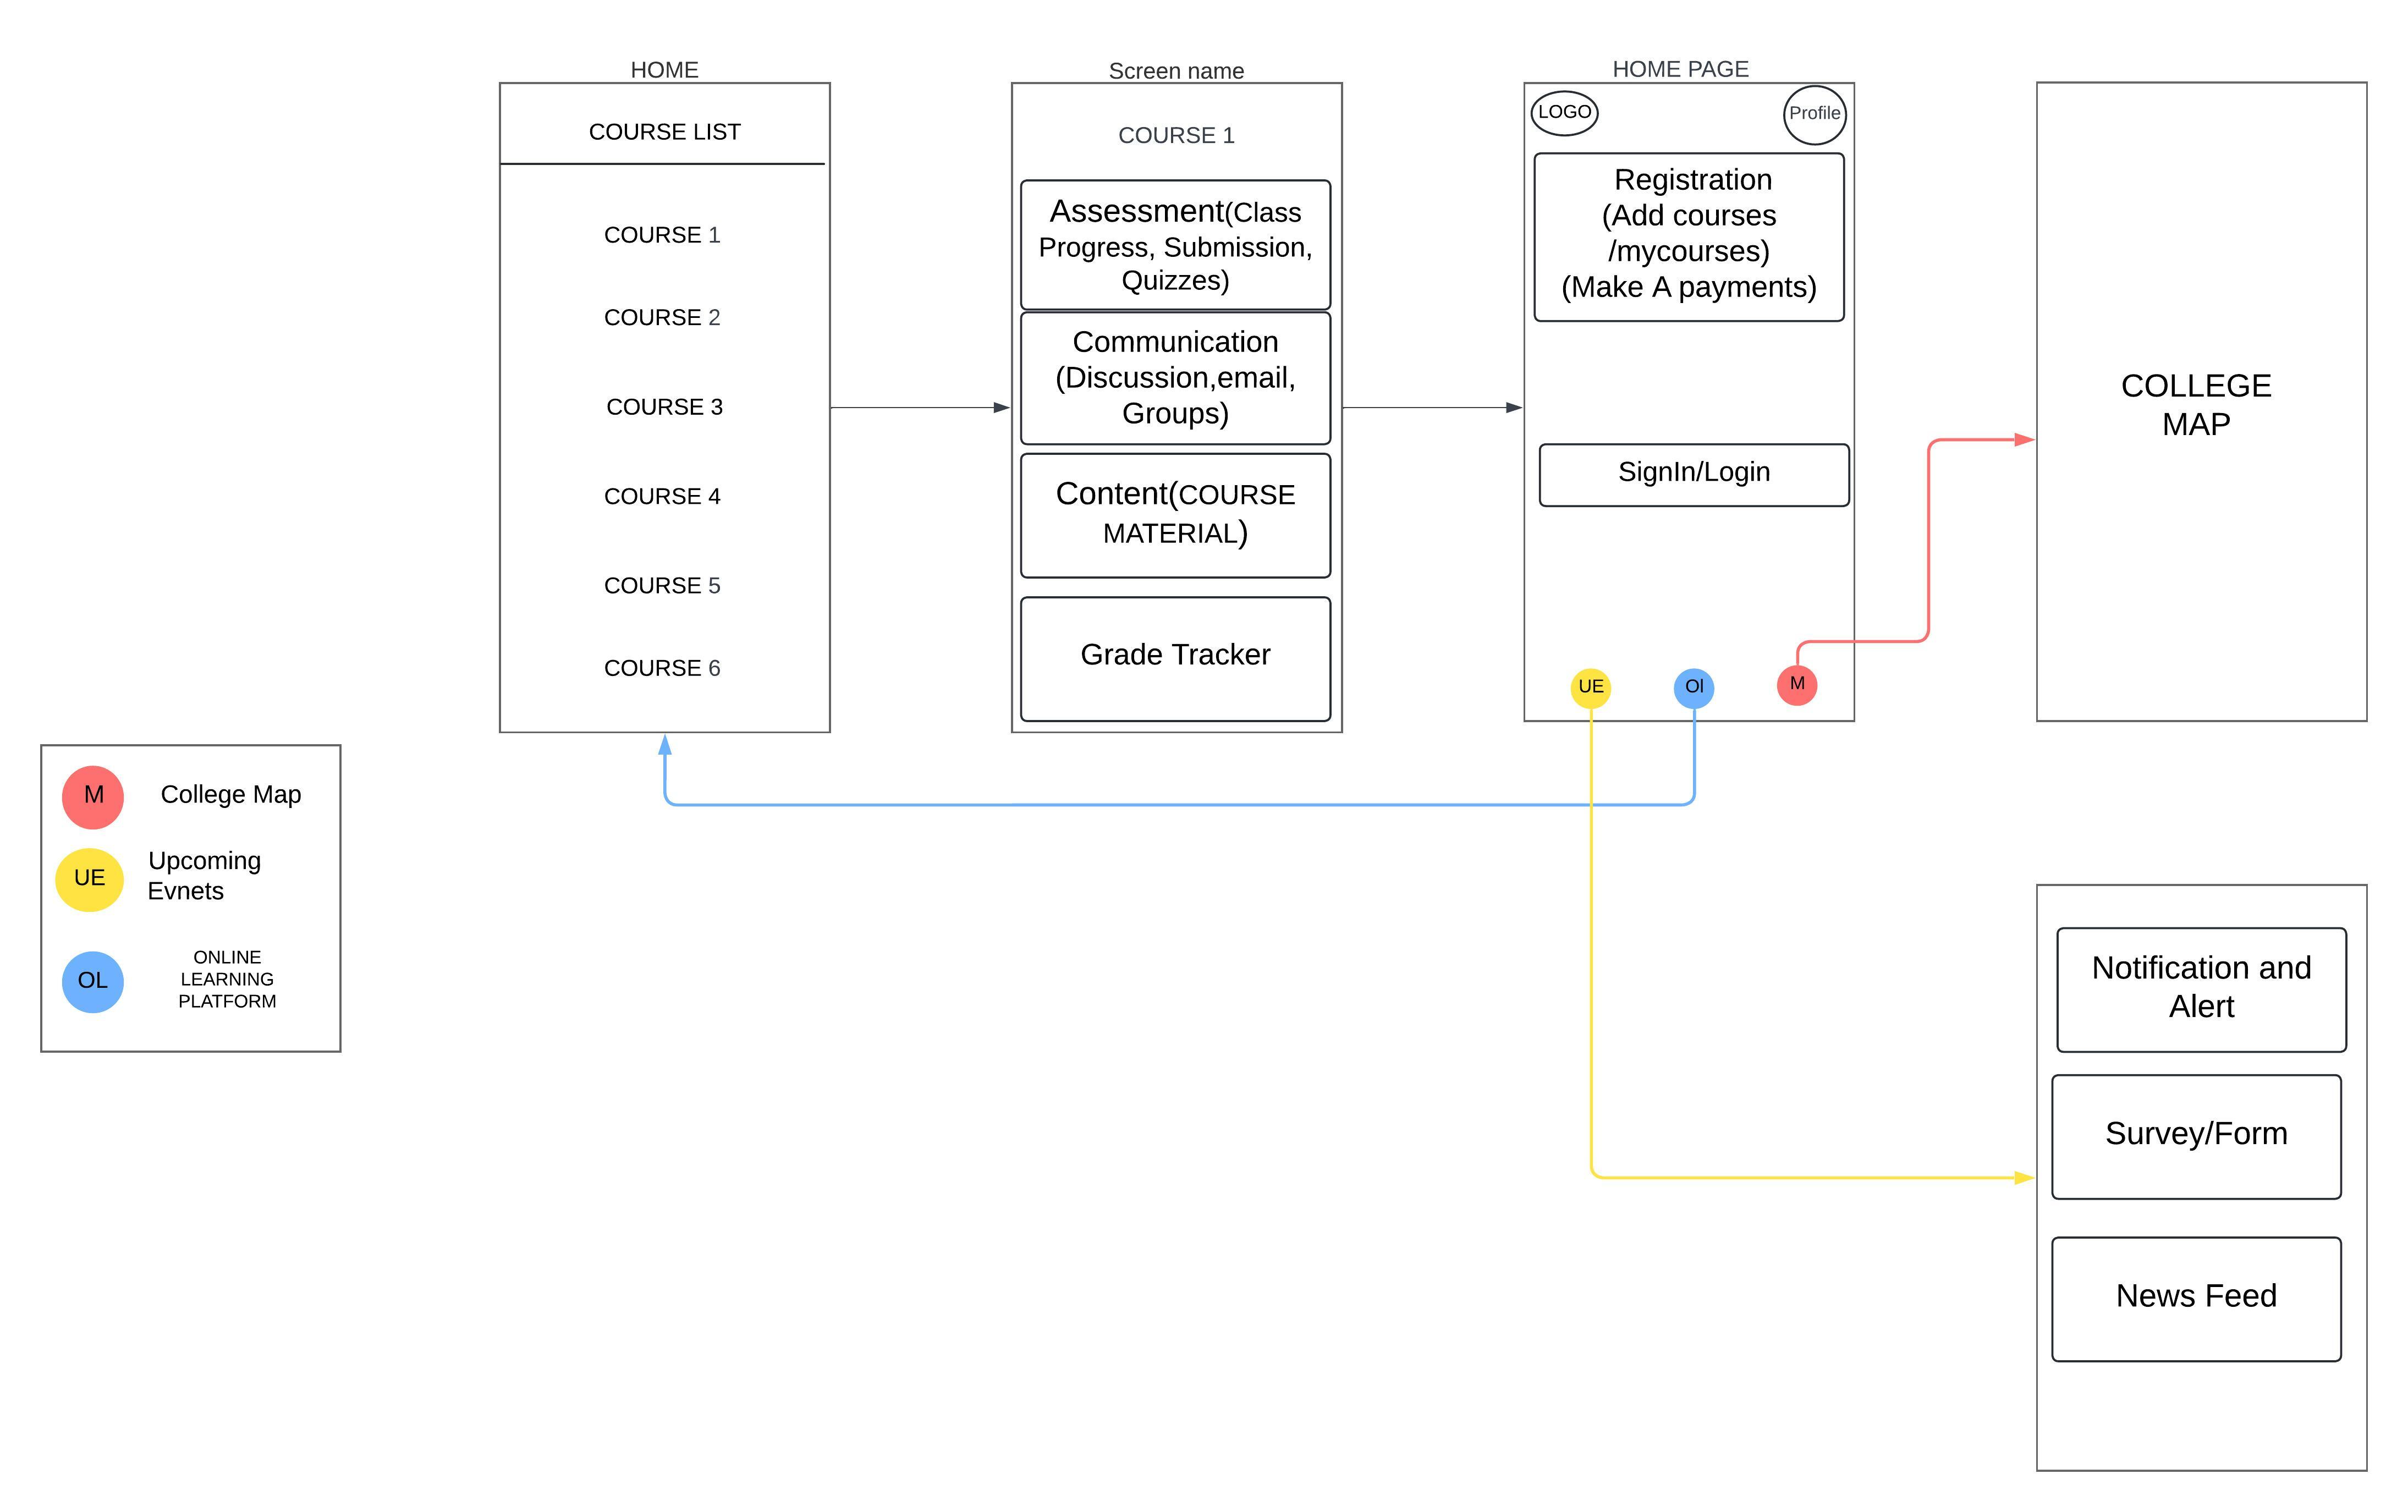 HOME
COURSE LIST
COURSE 1
COURSE 2
COURSE 3
COURSE 4
COURSE 5
COURSE 6
Screen name
COURSE 1
Assessment(Class
Progress, Submission,
Quizzes)
Communication
(Discussion,email,
Groups)
Content(COURSE
MATERIAL)
Grade Tracker
HOME PAGE
LOGO
Profile
Registration
(Add courses
/mycourses)
(Make A payments)
SignIn/Login
UE
Ol
M
COLLEGE
MAP
M
College Map
UE
Upcoming
Evnets
OL
ONLINE
LEARNING
PLATFORM
Notification and
Alert
Survey/Form
News Feed